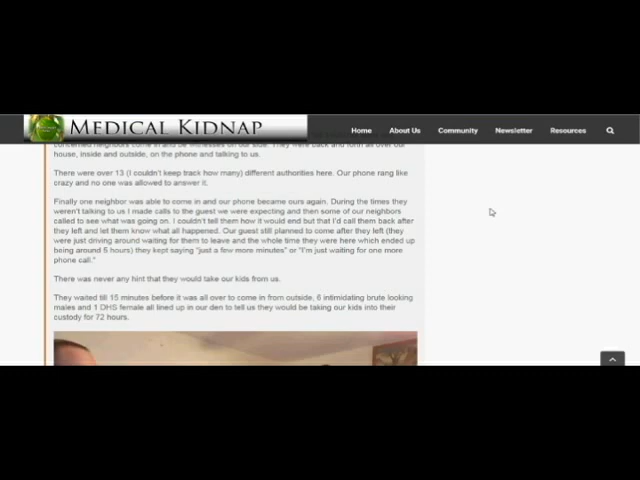 MEDICAL KIDNAP
Home About Us Community Newsletter Resources
concerned neighbors come in and be witnesses on our side. They were back and forth all over our
house, inside and outside, on the phone and talking to us.
There were over 13 (I couldn't keep track how many) different authorities here. Our phone rang like
crazy and no one was allowed to answer it.
Finally one neighbor was able to come in and our phone became ours again. During the times they
weren't talking to us I made calls to the guest we were expecting and then some of our neighbors
called to see what was going on. I couldn't tell them how it would end but that I'd call them back after
they left and let them know what all happened. Our guest still planned to come after they left (they
were just driving around waiting for them to leave and the whole time they were here which ended up
being around 5 hours) they kept saying "just a few more minutes" or "I'm just waiting for one more
phone call."
There was never any hint that they would take our kids from us.
They waited till 15 minutes before it was all over to come in from outside, 6 intimidating brute looking
males and 1 DHS female all lined up in our den to tell us they would be taking our kids into their
custody for 72 hours.